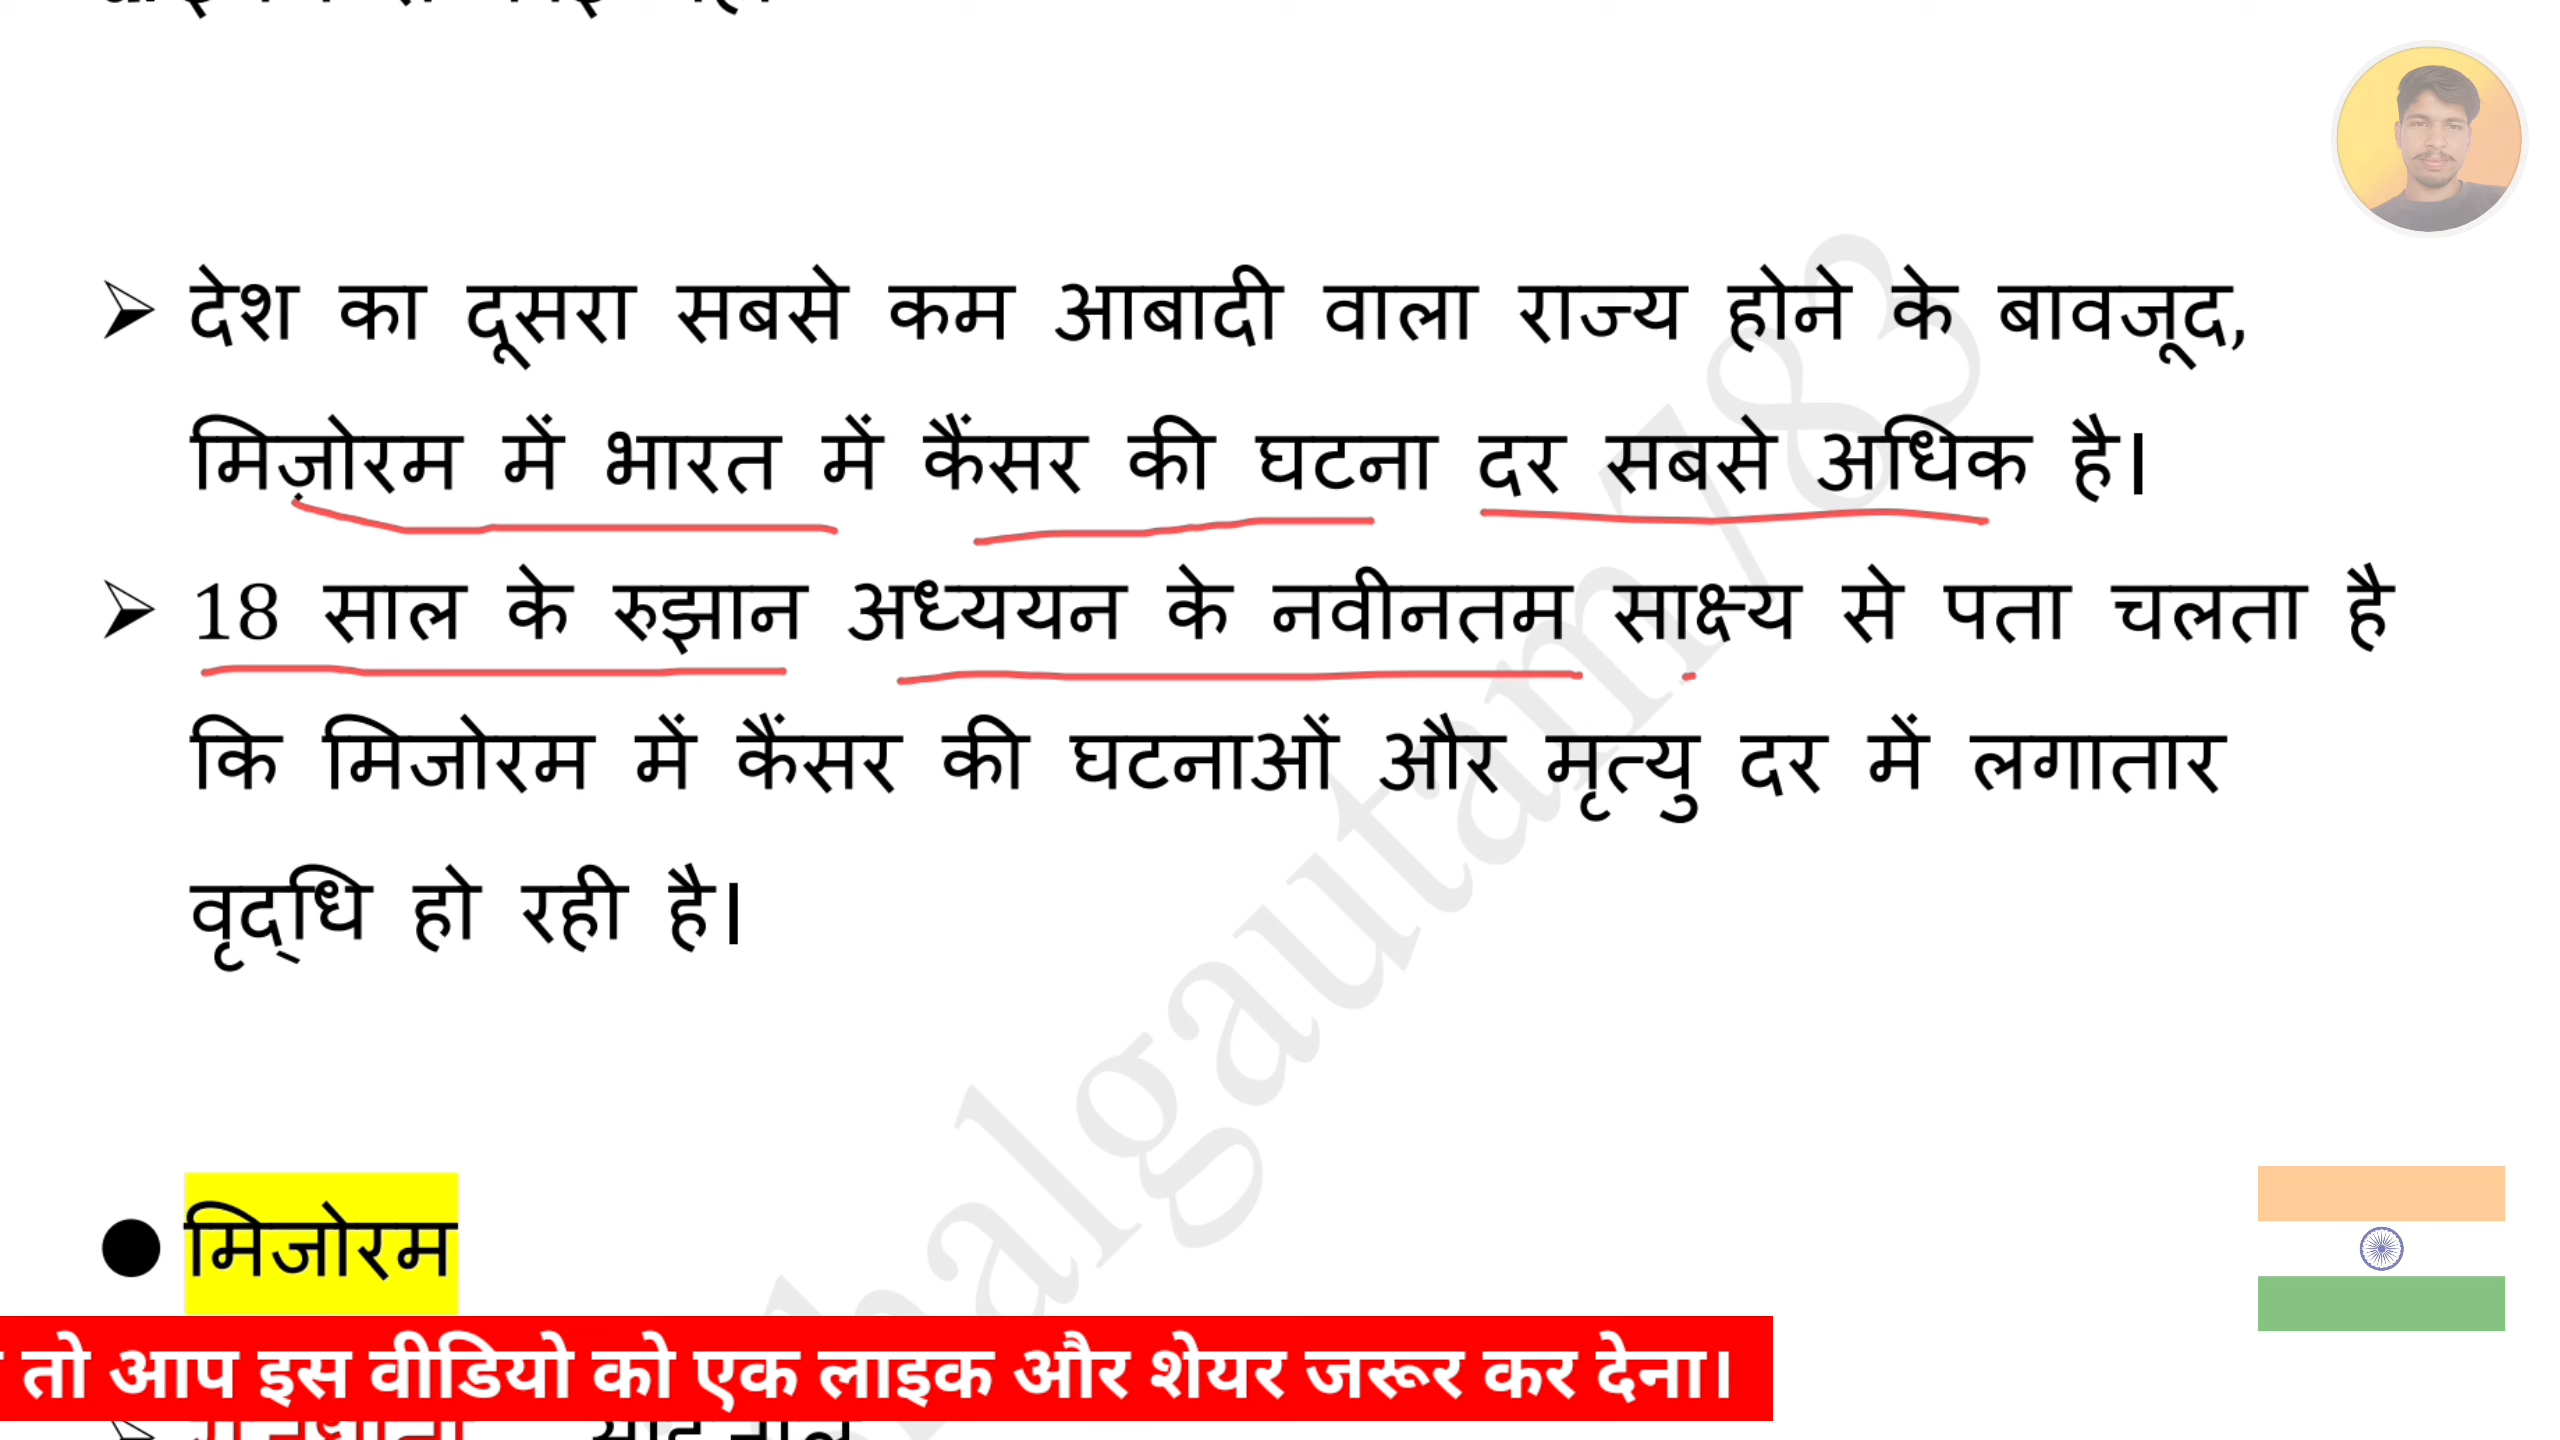 ➢ देश का दूसरा सबसे कम आबादी वाला राज्य होने के बावजूद,
मिज़ोरम में भारत में कैंसर की घटना दर सबसे अधिक है।
➢ 18 साल के रुझान अध्ययन के नवीनतम साक्ष्य से पता चलता है
कि मिजोरम में कैंसर की घटनाओं और मृत्यु दर में लगातार
वृद्धि हो रही है।
● मिजोरम
तो आप इस वीडियो को एक लाइक और शेयर जरूर कर देना।
halgautam783